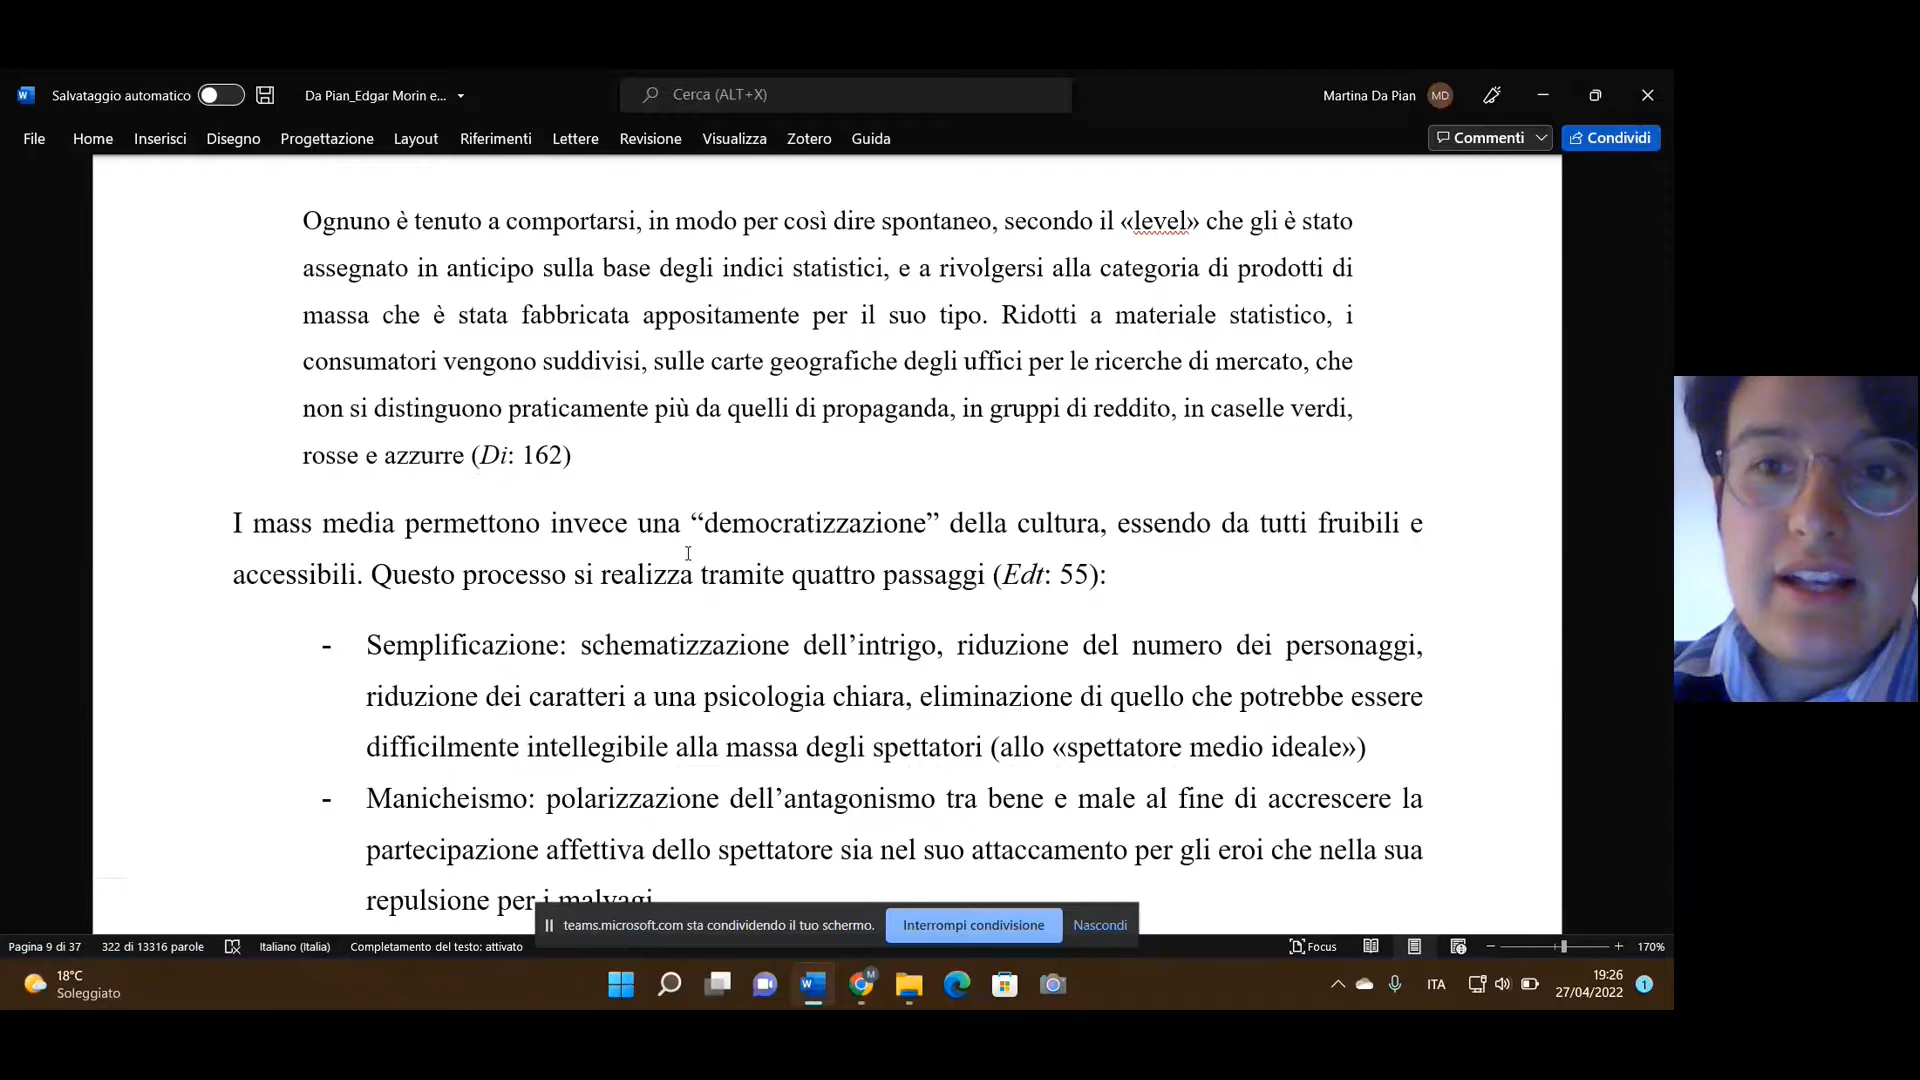 Salvataggio automatico
Da Pian_Edgar Morin e...
Cerca (ALT+X)
Martina Da Pian
MD
File Home Inserisci Disegno Progettazione Layout Riferimenti Lettere Revisione Visualizza Zotero Guida
Commenti
Condividi
Ognuno è tenuto a comportarsi, in modo per così dire spontaneo, secondo il «level» che gli è stato
assegnato in anticipo sulla base degli indici statistici, e a rivolgersi alla categoria di prodotti di
massa che è stata fabbricata appositamente per il suo tipo. Ridotti a materiale statistico, i
consumatori vengono suddivisi, sulle carte geografiche degli uffici per le ricerche di mercato, che
non si distinguono praticamente più da quelli di propaganda, in gruppi di reddito, in caselle verdi,
rosse e azzurre (Di: 162)
I mass media permettono invece una “democratizzazione” della cultura, essendo da tutti fruibili e
accessibili. Questo processo si realizza tramite quattro passaggi (Edt: 55):
- Semplificazione: schematizzazione dell’intrigo, riduzione del numero dei personaggi,
riduzione dei caratteri a una psicologia chiara, eliminazione di quello che potrebbe essere
difficilmente intellegibile alla massa degli spettatori (allo «spettatore medio ideale»)
- Manicheismo: polarizzazione dell’antagonismo tra bene e male al fine di accrescere la
partecipazione affettiva dello spettatore sia nel suo attaccamento per gli eroi che nella sua
repulsione per i malvagi
teams.microsoft.com sta condividendo il tuo schermo.
Interrompi condivisione
Nascondi
Pagina 9 di 37
322 di 13316 parole
Italiano (Italia)
Completamento del testo: attivato
Focus
170%
18°C
Soleggiato
M
ITA
19:26
27/04/2022
1